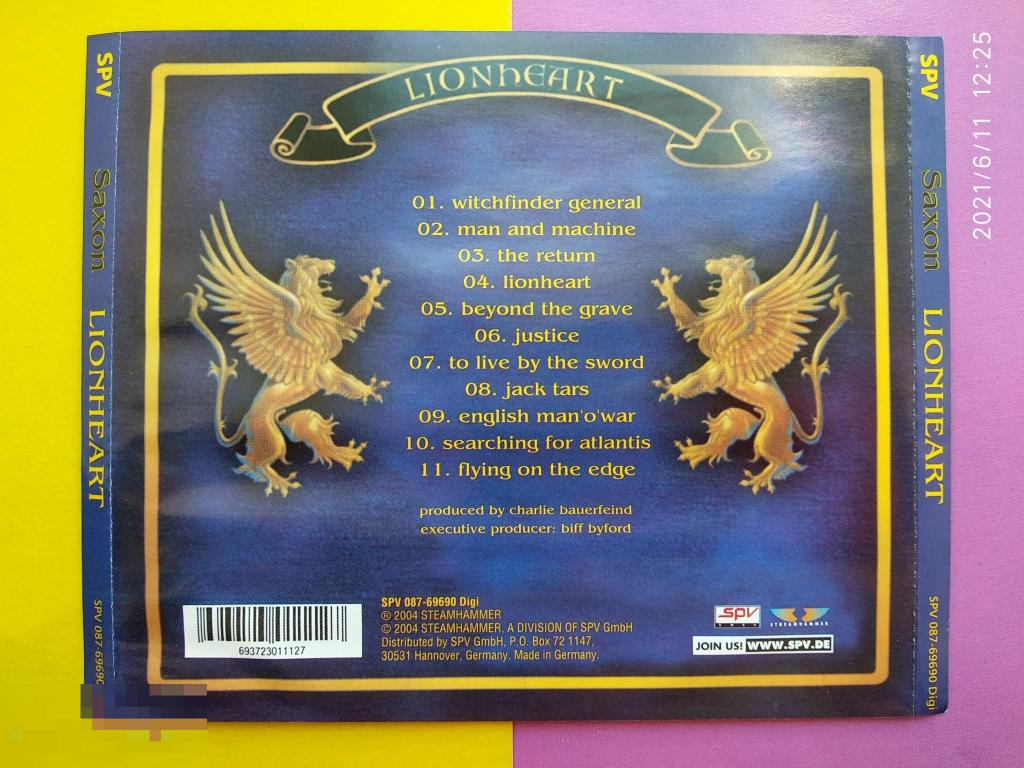 LIONhEART
01. witchfinder general
02. man and machine
03. the return
04. lionheart
05. beyond the grave
06. justice
07. to live by the sword
08. jack tars
09. english man'o'war
10. searching for atlantis
11. flying on the edge
produced by charlie bauerfeind
executive producer: biff byford
693723011127
SPV 087-69690 Digi
℗ 2004 STEAMHAMMER
© 2004 STEAMHAMMER, A DIVISION OF SPV GmbH
Distributed by SPV GmbH, P.O. Box 72 1147,
30531 Hannover, Germany. Made in Germany.
SPV
STEAMHAMMER
JOIN US! WWW.SPV.DE
SPV Saxon LIONHEART SPV 087-69690
SPV Saxon LIONHEART SPV 087-69690 Digi
2021/6/11 12:25